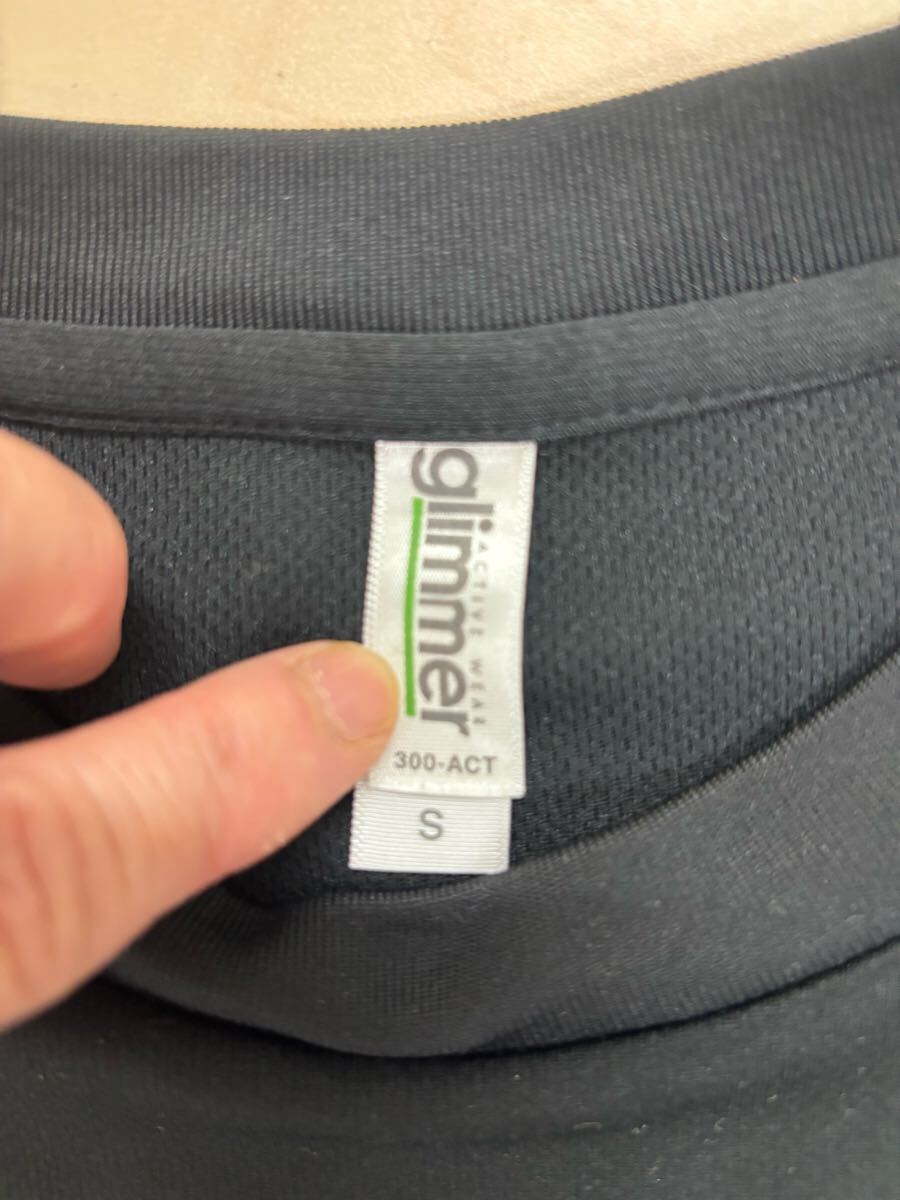 glimmer
ACTIVE WEAR
300-ACT
S